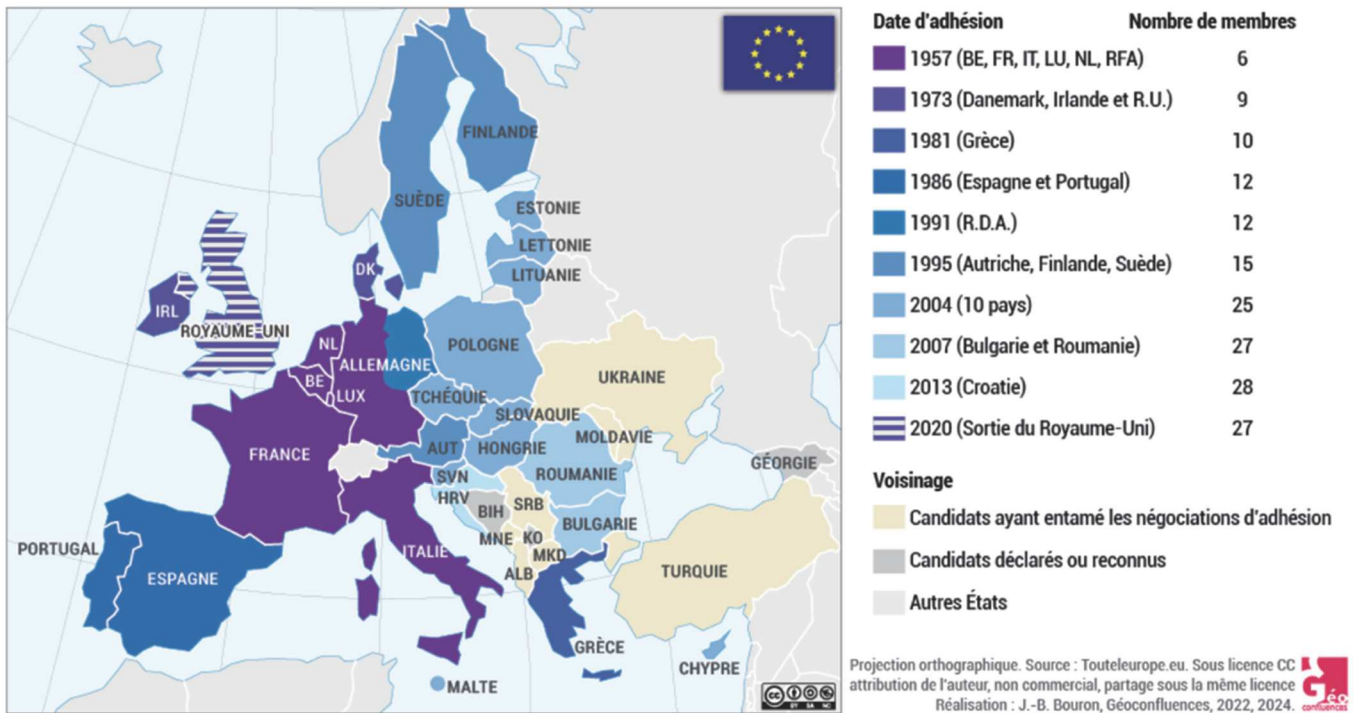 FINLANDE
SUÈDE
ESTONIE
LETTONIE
LITUANIE
DK
IRL
ROYAUME-UNI
NL
ALLEMAGNE
POLOGNE
BE
LUX
TCHÉQUIE
UKRAINE
SLOVAQUIE
MOLDAVIE
FRANCE
AUT
HONGRIE
ROUMANIE
GÉORGIE
SVN
HRV
BIH
SRB
BULGARIE
MNE
KO
PORTUGAL
ITALIE
MKD
ESPAGNE
ALB
TURQUIE
GRÈCE
CHYPRE
MALTE
CC
BY SA NC
Date d'adhésion Nombre de membres
1957 (BE, FR, IT, LU, NL, RFA) 6
1973 (Danemark, Irlande et R.U.) 9
1981 (Grèce) 10
1986 (Espagne et Portugal) 12
1991 (R.D.A.) 12
1995 (Autriche, Finlande, Suède) 15
2004 (10 pays) 25
2007 (Bulgarie et Roumanie) 27
2013 (Croatie) 28
2020 (Sortie du Royaume-Uni) 27
Voisinage
Candidats ayant entamé les négociations d'adhésion
Candidats déclarés ou reconnus
Autres États
Projection orthographique. Source : Touteleurope.eu. Sous licence CC
attribution de l'auteur, non commercial, partage sous la même licence
Réalisation : J.-B. Bouron, Géoconfluences, 2022, 2024.
Géo
confluences